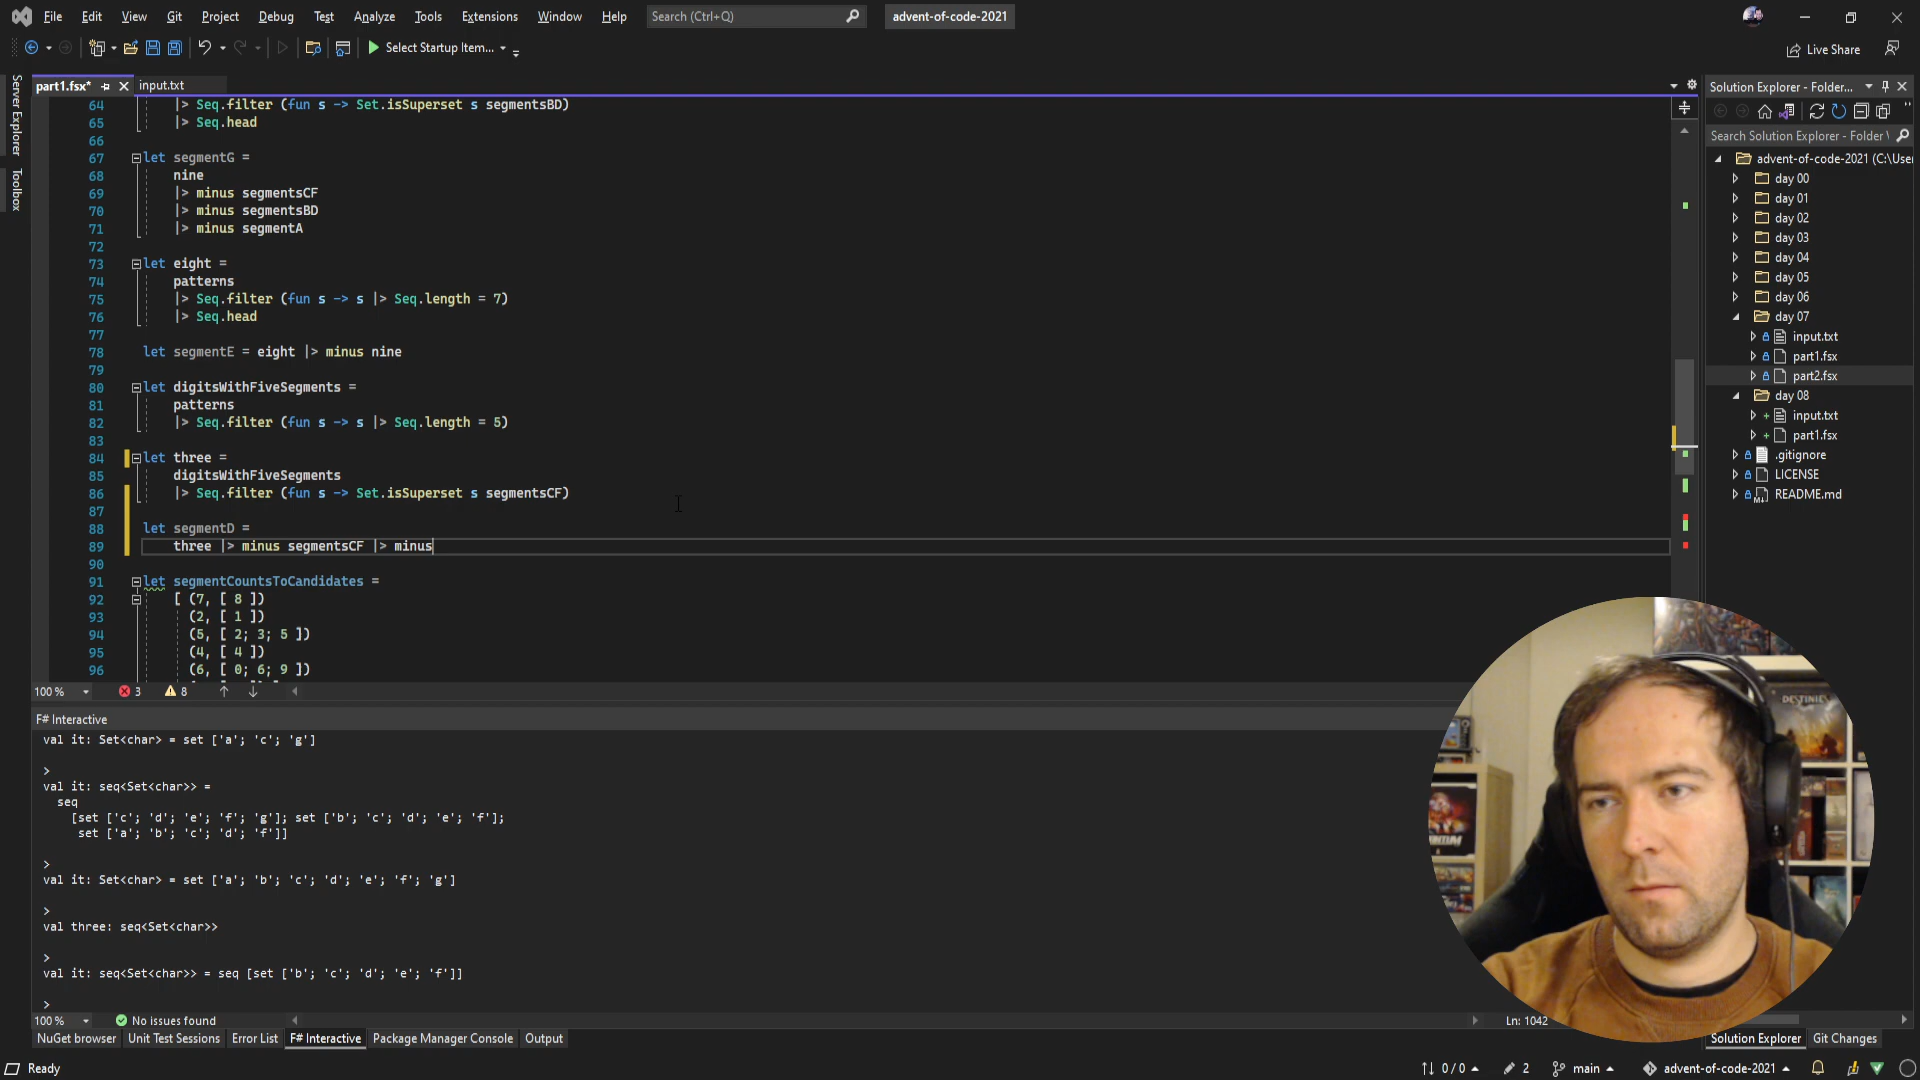 File Edit View Git Project Debug Test Analyze Tools Extensions Window Help Search (Ctrl+Q) advent-of-code-2021
Select Startup Item... Live Share
Server Explorer
Toolbox
part1.fsx* input.txt
64 |> Seq.filter (fun s -> Set.isSuperset s segmentsBD)
65 |> Seq.head
66
67 let segmentG =
68 nine
69 |> minus segmentsCF
70 |> minus segmentsBD
71 |> minus segmentA
72
73 let eight =
74 patterns
75 |> Seq.filter (fun s -> s |> Seq.length = 7)
76 |> Seq.head
77
78 let segmentE = eight |> minus nine
79
80 let digitsWithFiveSegments =
81 patterns
82 |> Seq.filter (fun s -> s |> Seq.length = 5)
83
84 let three =
85 digitsWithFiveSegments
86 |> Seq.filter (fun s -> Set.isSuperset s segmentsCF)
87
88 let segmentD =
89 three |> minus segmentsCF |> minus
90
91 let segmentCountsToCandidates =
92 [ (7, [ 8 ])
93 (2, [ 1 ])
94 (5, [ 2; 3; 5 ])
95 (4, [ 4 ])
96 (6, [ 0; 6; 9 ])
100 % 3 8
F# Interactive
val it: Set<char> = set ['a'; 'c'; 'g']
>
val it: seq<Set<char>> =
seq
[set ['c'; 'd'; 'e'; 'f'; 'g']; set ['b'; 'c'; 'd'; 'e'; 'f'];
set ['a'; 'b'; 'c'; 'd'; 'f']]
>
val it: Set<char> = set ['a'; 'b'; 'c'; 'd'; 'e'; 'f'; 'g']
>
val three: seq<Set<char>>
>
val it: seq<Set<char>> = seq [set ['b'; 'c'; 'd'; 'e'; 'f']]
>
100 % No issues found Ln: 1042
NuGet browser Unit Test Sessions Error List F# Interactive Package Manager Console Output
Solution Explorer - Folder...
Search Solution Explorer - Folder
advent-of-code-2021 (C:\Use
day 00
day 01
day 02
day 03
day 04
day 05
day 06
day 07
input.txt
part1.fsx
part2.fsx
day 08
input.txt
part1.fsx
.gitignore
LICENSE
README.md
DESTINIES
Solution Explorer Git Changes
Ready 0 / 0 2 main advent-of-code-2021